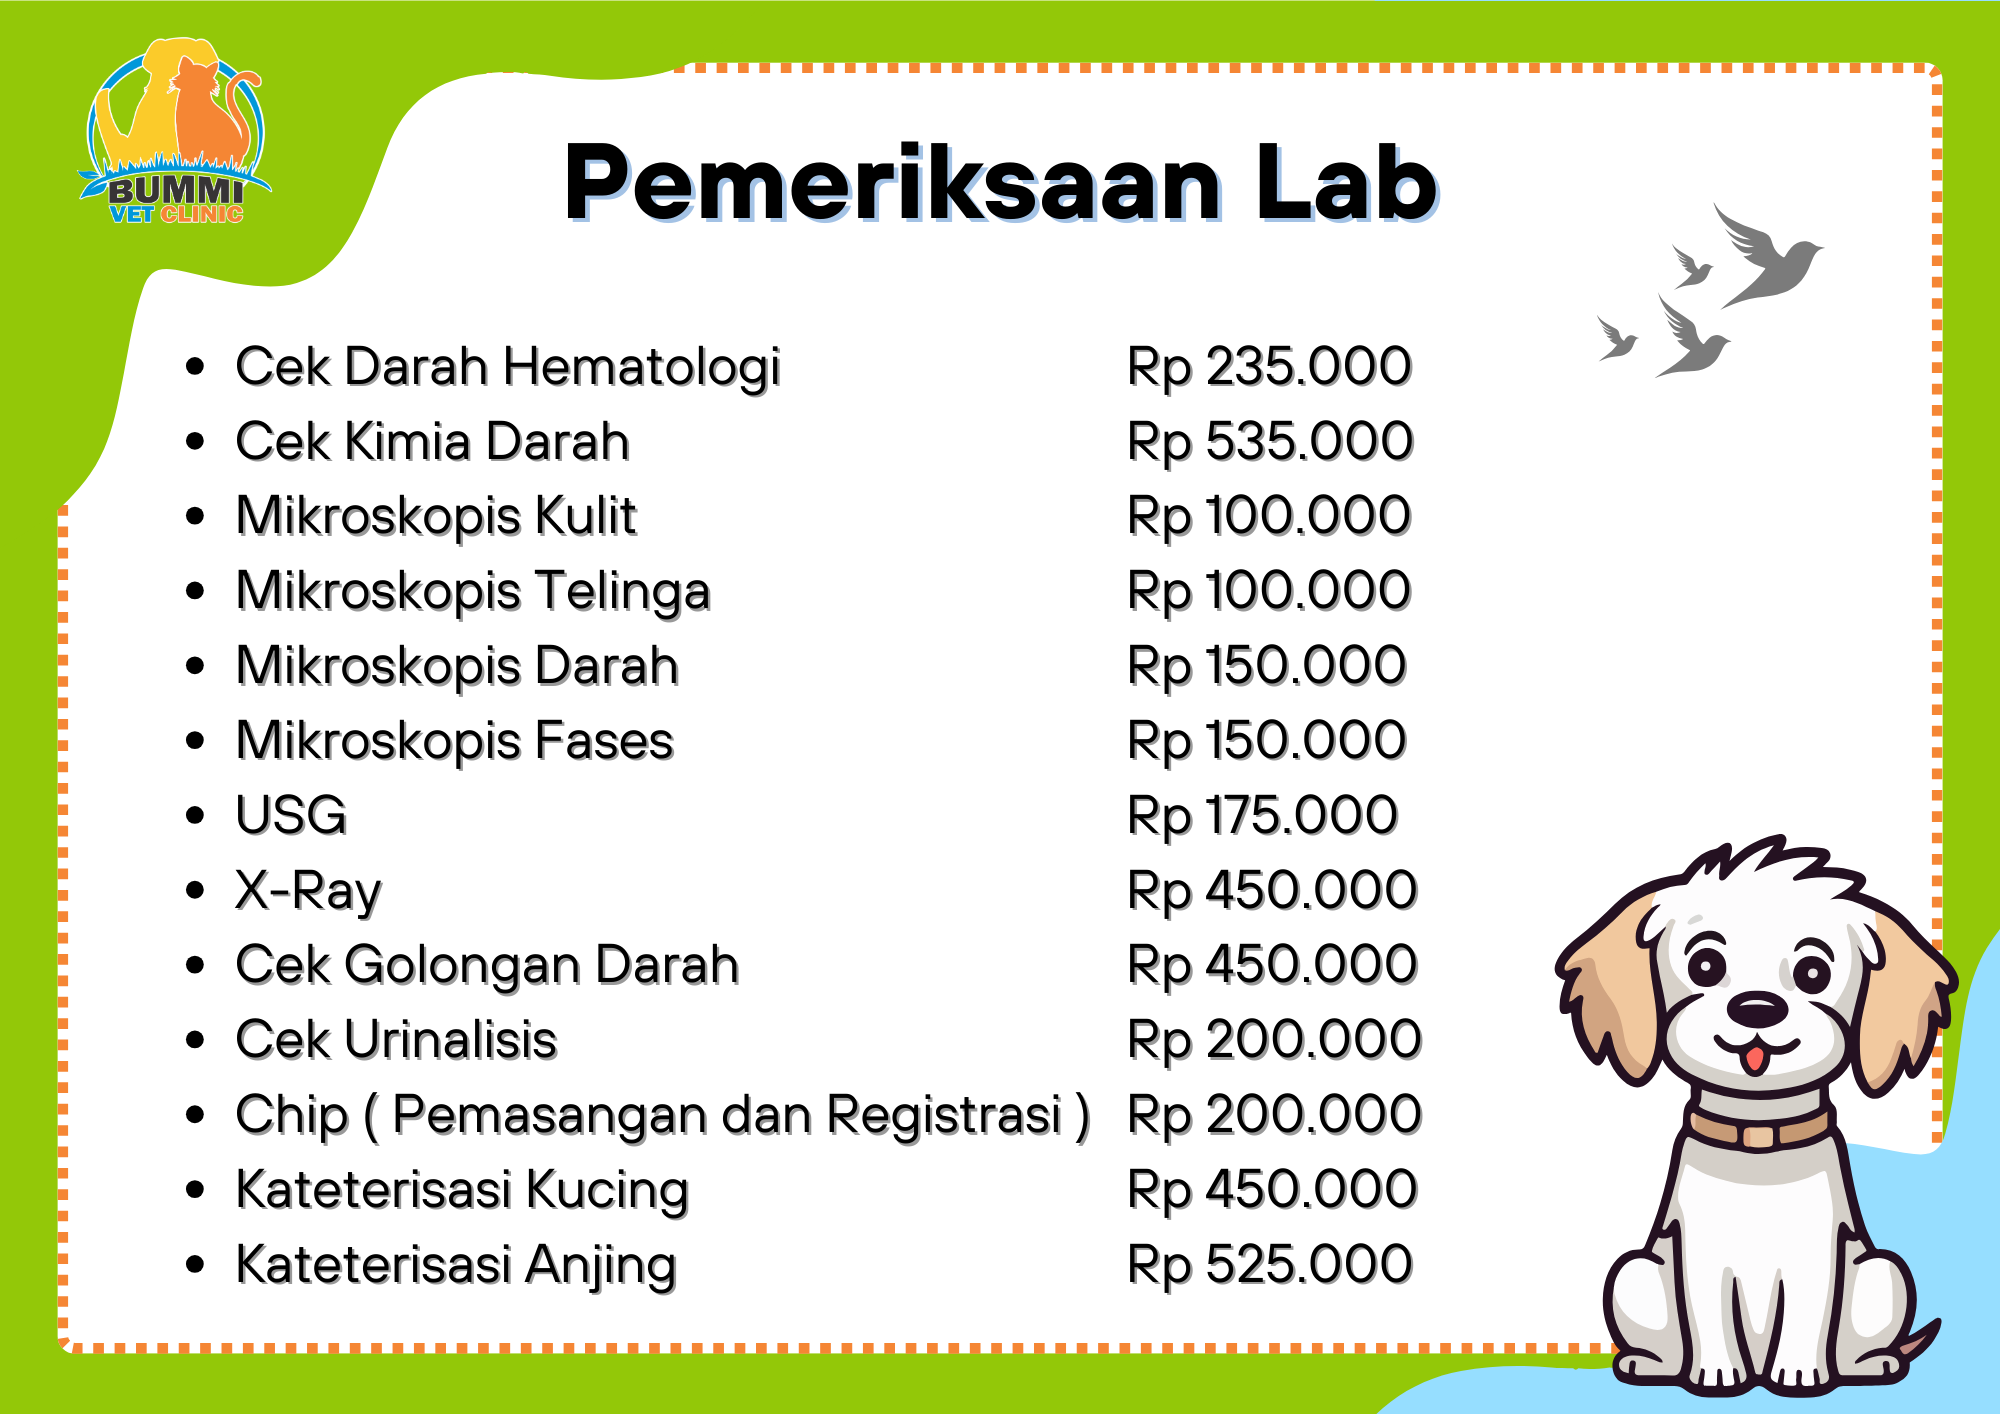 BUMMI
VET CLINIC
Pemeriksaan Lab
• Cek Darah Hematologi Rp 235.000
• Cek Kimia Darah Rp 535.000
• Mikroskopis Kulit Rp 100.000
• Mikroskopis Telinga Rp 100.000
• Mikroskopis Darah Rp 150.000
• Mikroskopis Fases Rp 150.000
• USG Rp 175.000
• X-Ray Rp 450.000
• Cek Golongan Darah Rp 450.000
• Cek Urinalisis Rp 200.000
• Chip ( Pemasangan dan Registrasi ) Rp 200.000
• Kateterisasi Kucing Rp 450.000
• Kateterisasi Anjing Rp 525.000